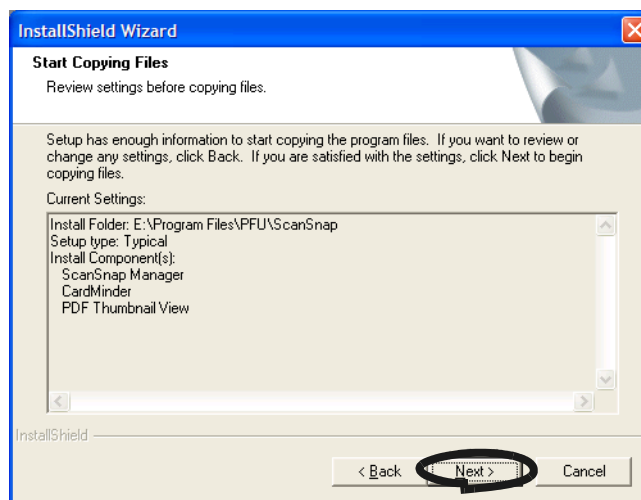 InstallShield Wizard
Start Copying Files
Review settings before copying files.
Setup has enough information to start copying the program files.  If you want to review or
change any settings, click Back.  If you are satisfied with the settings, click Next to begin
copying files.
Current Settings:
Install Folder: E:\Program Files\PFU\ScanSnap
Setup type: Typical
Install Component(s):
ScanSnap Manager
CardMinder
PDF Thumbnail View
InstallShield
< Back
Next >
Cancel